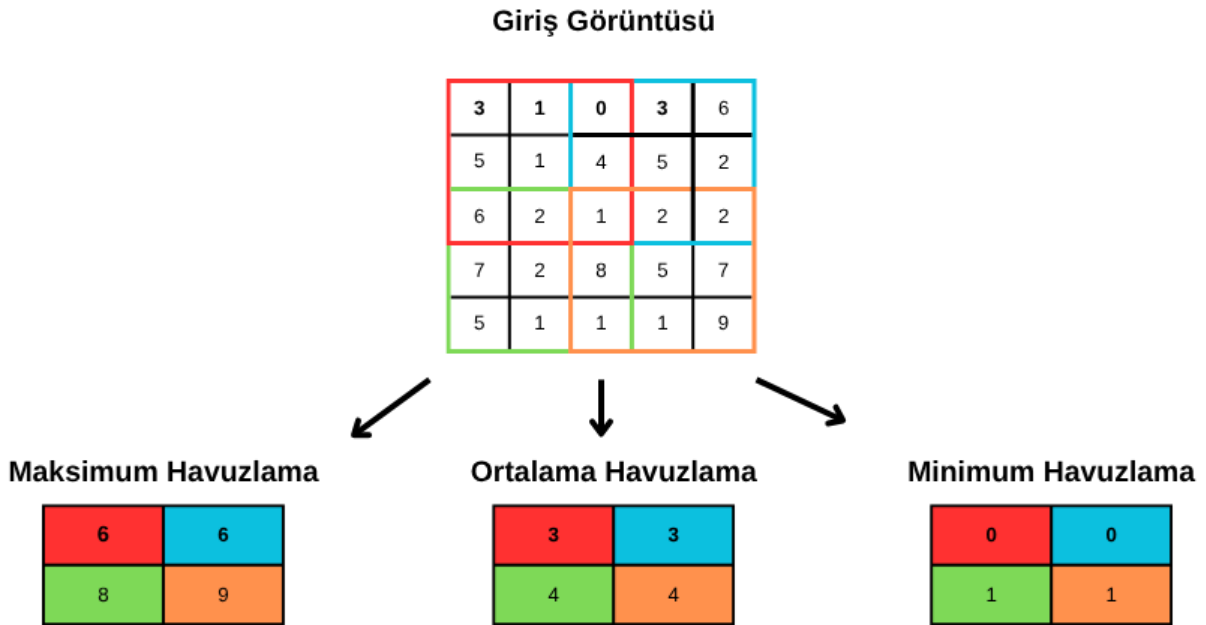 Giriş Görüntüsü
3 1 0 3 6
5 1 4 5 2
6 2 1 2 2
7 2 8 5 7
5 1 1 1 9
Maksimum Havuzlama
6 6
8 9
Ortalama Havuzlama
3 3
4 4
Minimum Havuzlama
0 0
1 1